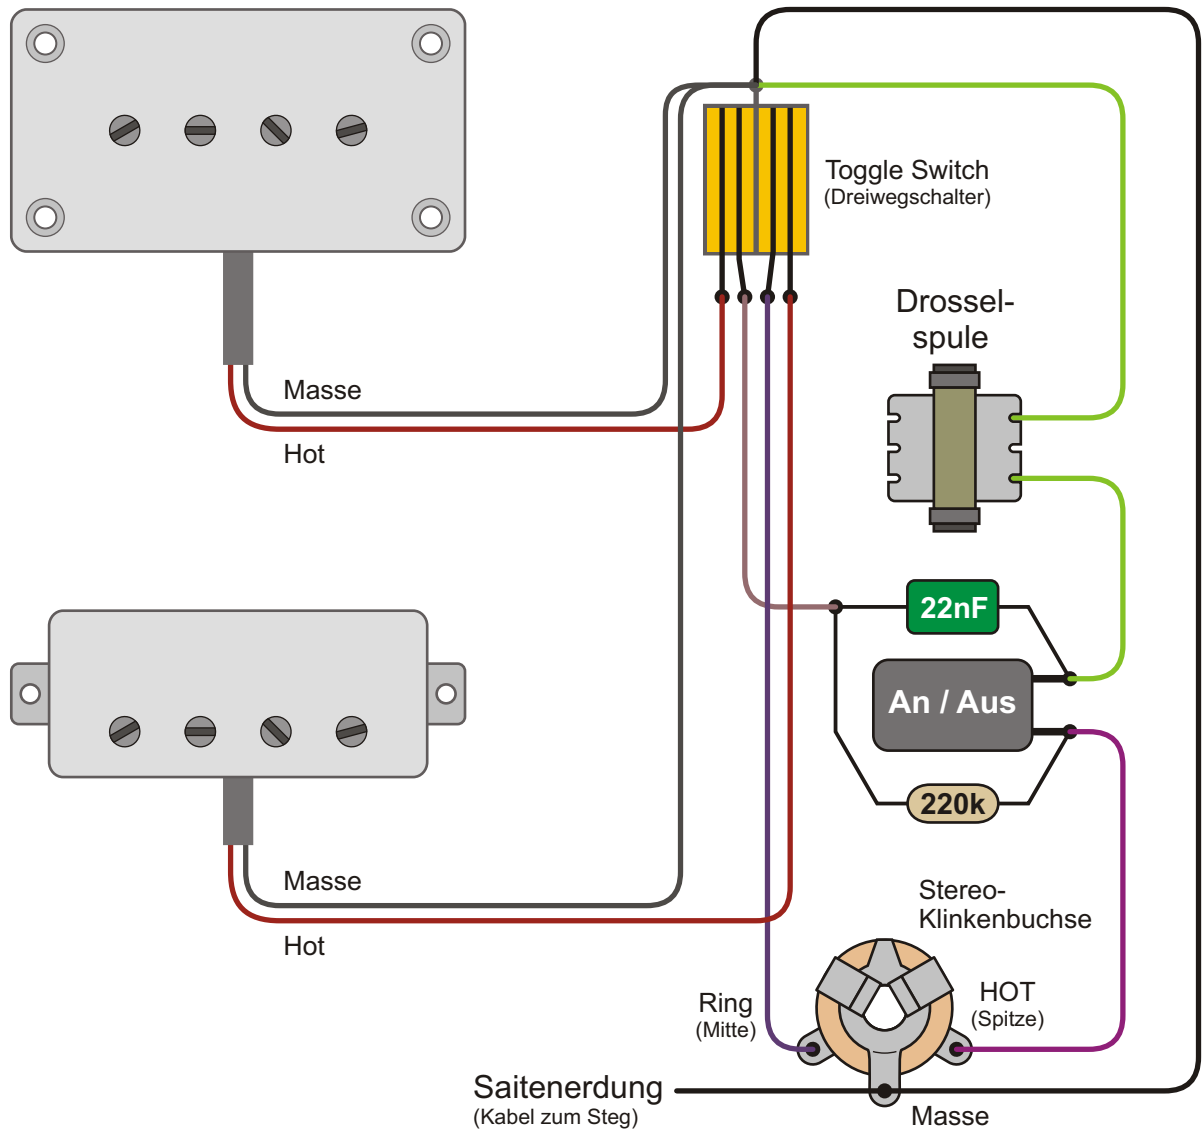 Toggle Switch
(Dreiwegschalter)
Drossel-
spule
Masse
Hot
22nF
An / Aus
220k
Masse
Hot
Stereo-
Klinkenbuchse
Ring
(Mitte)
HOT
(Spitze)
Saitenerdung
(Kabel zum Steg)
Masse